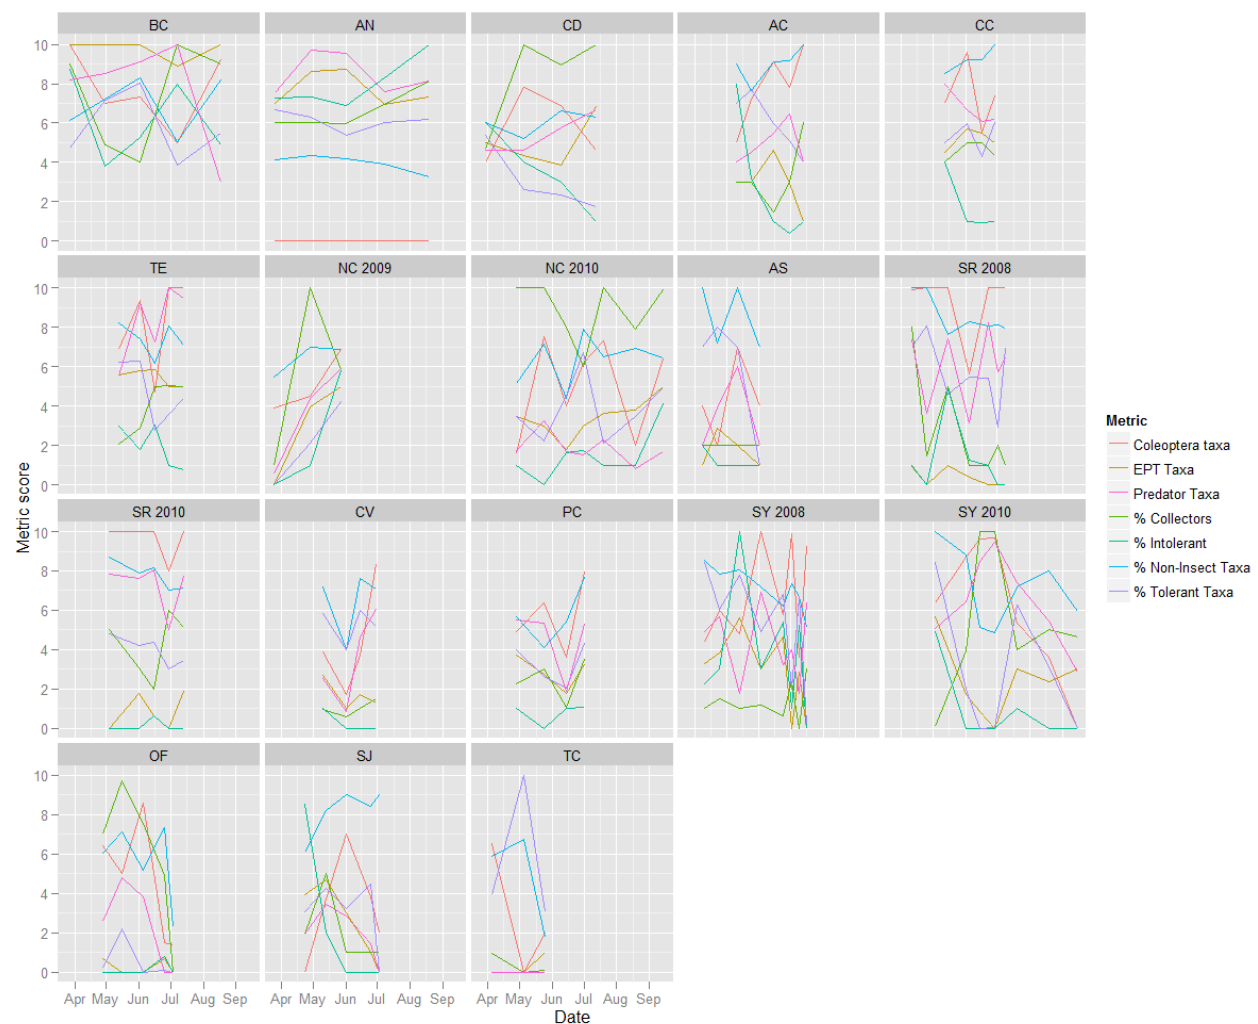 BC AN CD AC CC
10
8
6
4
2
0
TE NC 2009 NC 2010 AS SR 2008
10
8
6
4
2
0
Metric score
SR 2010 CV PC SY 2008 SY 2010
10
8
6
4
2
0
OF SJ TC
10
8
6
4
2
0
Apr May Jun Jul Aug Sep Apr May Jun Jul Aug Sep Apr May Jun Jul Aug Sep
Date
Metric
Coleoptera taxa
EPT Taxa
Predator Taxa
% Collectors
% Intolerant
% Non-Insect Taxa
% Tolerant Taxa